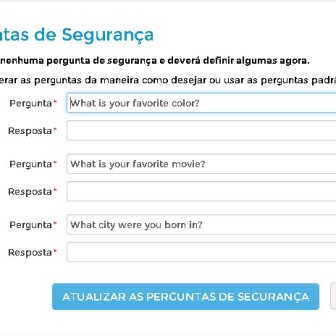 ntas de Segurança
nenhuma pergunta de segurança e deverá definir algumas agora.
erar as perguntas da maneira como desejar ou usar as perguntas padrã
Pergunta* What is your favorite color?
Resposta*
Pergunta* What is your favorite movie?
Resposta*
Pergunta* What city were you born in?
Resposta*
ATUALIZAR AS PERGUNTAS DE SEGURANÇA